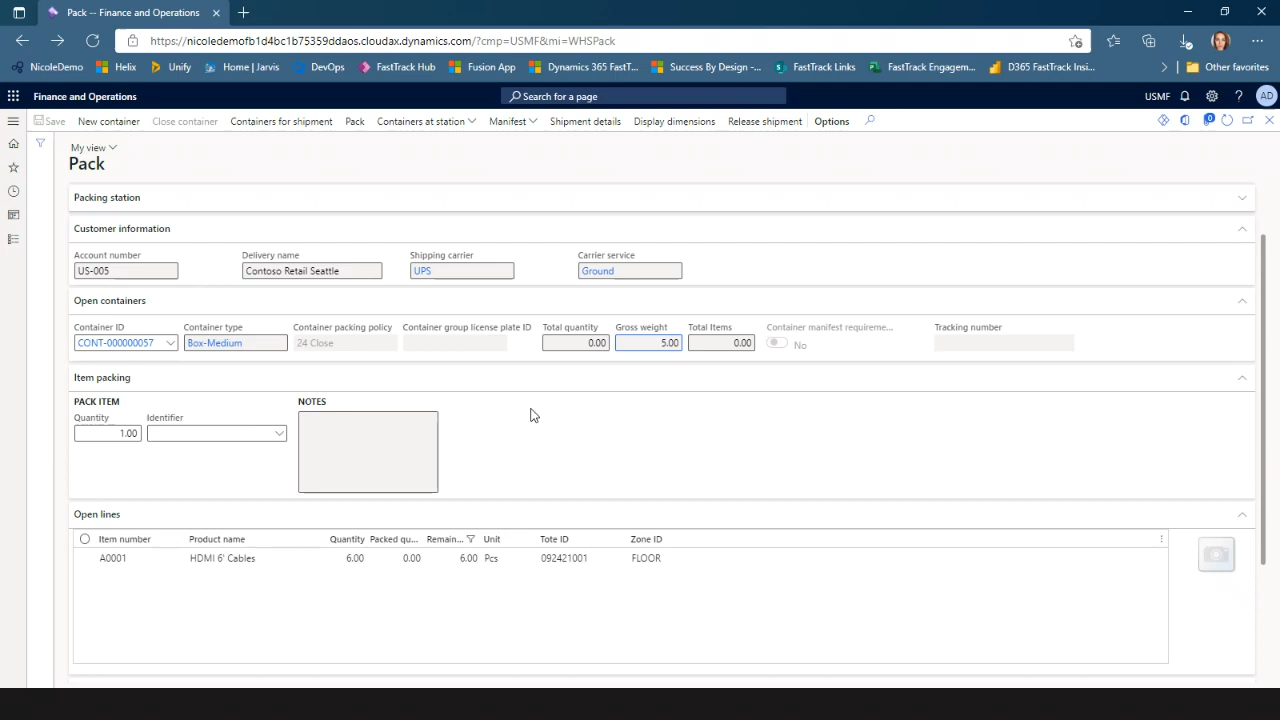 Pack -- Finance and Operations
https://nicoledemofb1d4bc1b75359ddaos.cloudax.dynamics.com/?cmp=USMF&mi=WHSPack
NicoleDemo Helix Unify Home | Jarvis DevOps FastTrack Hub Fusion App Dynamics 365 FastT... Success By Design -... FastTrack Links FastTrack Engagem... D365 FastTrack Insi... Other favorites
Finance and Operations Search for a page USMF AD
Save New container Close container Containers for shipment Pack Containers at station Manifest Shipment details Display dimensions Release shipment Options 0
My view
Pack
Packing station
Customer information
Account number Delivery name Shipping carrier Carrier service
US-005 Contoso Retail Seattle UPS Ground
Open containers
Container ID Container type Container packing policy Container group license plate ID Total quantity Gross weight Total Items Container manifest requireme... Tracking number
CONT-000000057 Box-Medium 24 Close 0.00 5.00 0.00 No
Item packing
PACK ITEM NOTES
Quantity Identifier
1.00
Open lines
Item number Product name Quantity Packed qu... Remain... Unit Tote ID Zone ID
A0001 HDMI 6' Cables 6.00 0.00 6.00 Pcs 092421001 FLOOR